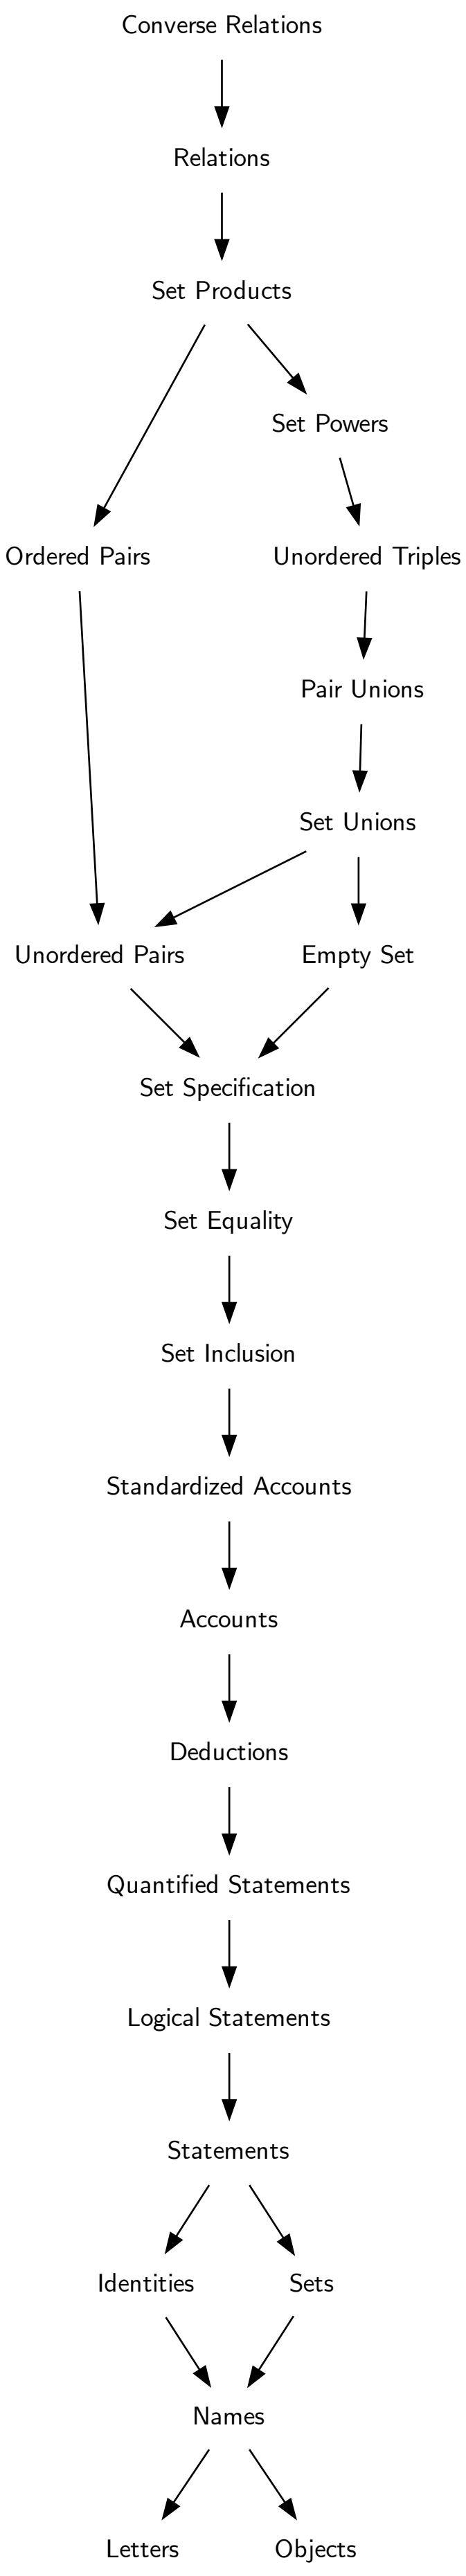 Converse Relations
Relations
Set Products
Set Powers
Ordered Pairs
Unordered Triples
Pair Unions
Set Unions
Unordered Pairs
Empty Set
Set Specification
Set Equality
Set Inclusion
Standardized Accounts
Accounts
Deductions
Quantified Statements
Logical Statements
Statements
Identities
Sets
Names
Letters
Objects